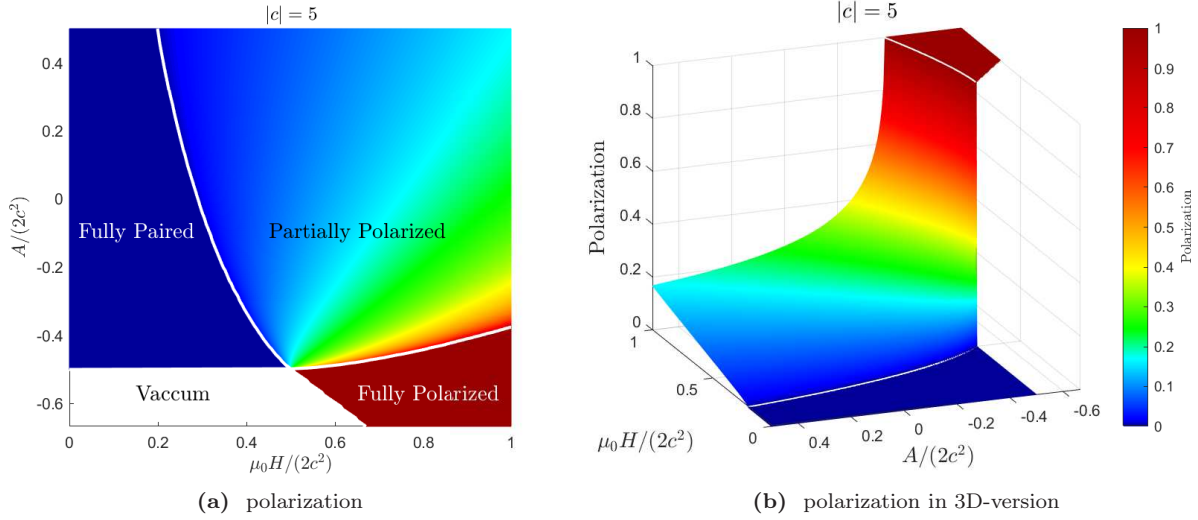 |c| = 5
0.4
0.2
0
-0.2
-0.4
-0.6
A/(2c²)
Fully Paired
Partially Polarized
Vaccum
Fully Polarized
0 0.2 0.4 0.6 0.8 1
μ₀H/(2c²)
(a) polarization
|c| = 5
1
0.8
0.6
0.4
0.2
0
Polarization
1
0.5
0
μ₀H/(2c²)
0.4 0.2 0 -0.2 -0.4 -0.6
A/(2c²)
1
0.9
0.8
0.7
0.6
0.5
0.4
0.3
0.2
0.1
0
Polarization
(b) polarization in 3D-version